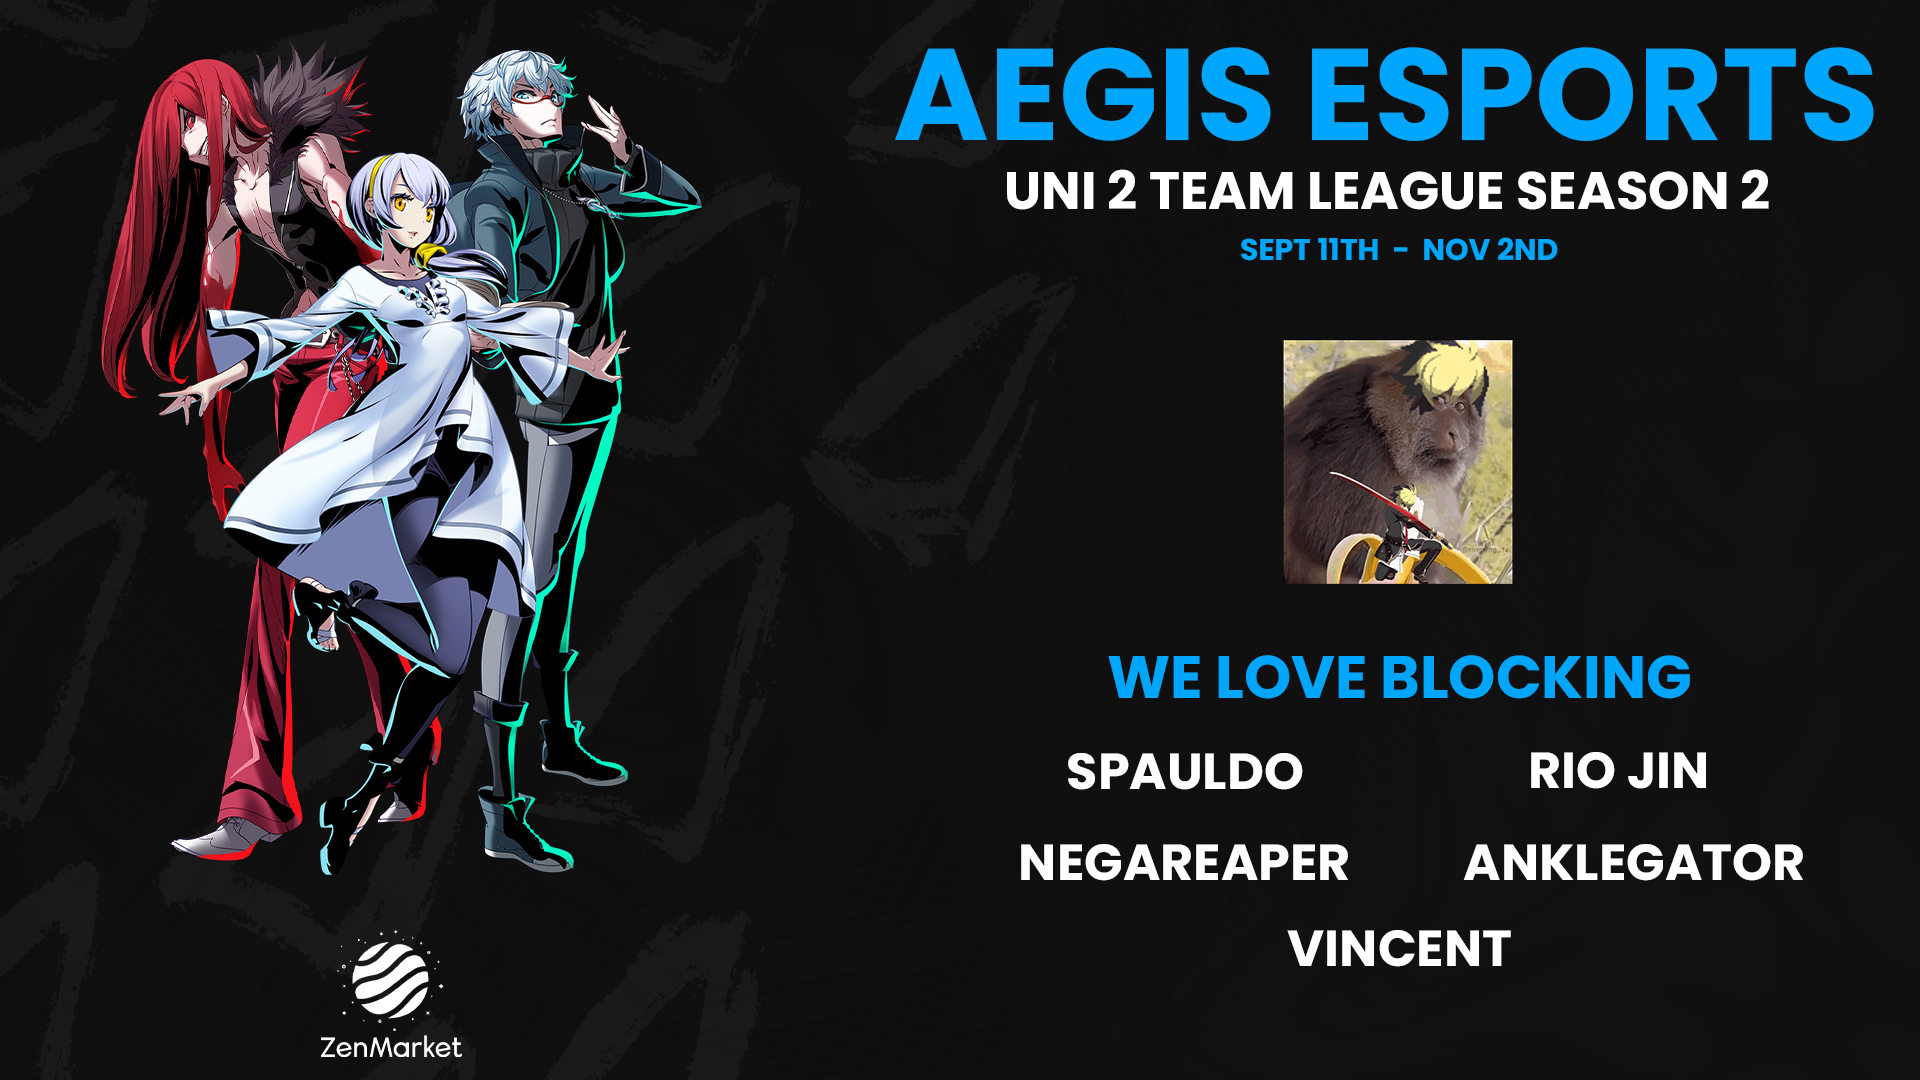 AEGIS ESPORTS
UNI 2 TEAM LEAGUE SEASON 2
SEPT 11TH - NOV 2ND
WE LOVE BLOCKING
SPAULDO
RIO JIN
NEGAREAPER
ANKLEGATOR
VINCENT
ZenMarket